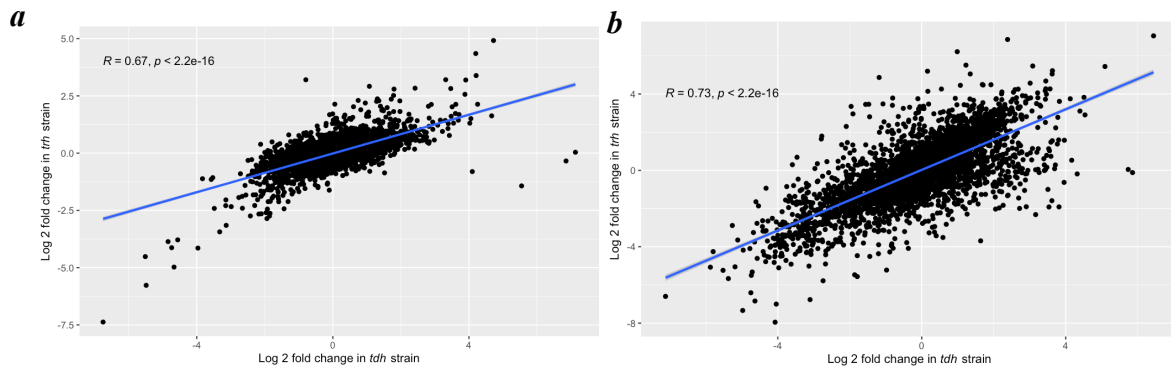 a
R = 0.67, p < 2.2e-16
5.0
2.5
0.0
-2.5
-5.0
-7.5
Log 2 fold change in trh strain
-4
0
4
Log 2 fold change in tdh strain
b
R = 0.73, p < 2.2e-16
4
0
-4
-8
Log 2 fold change in trh strain
-4
0
4
Log 2 fold change in tdh strain